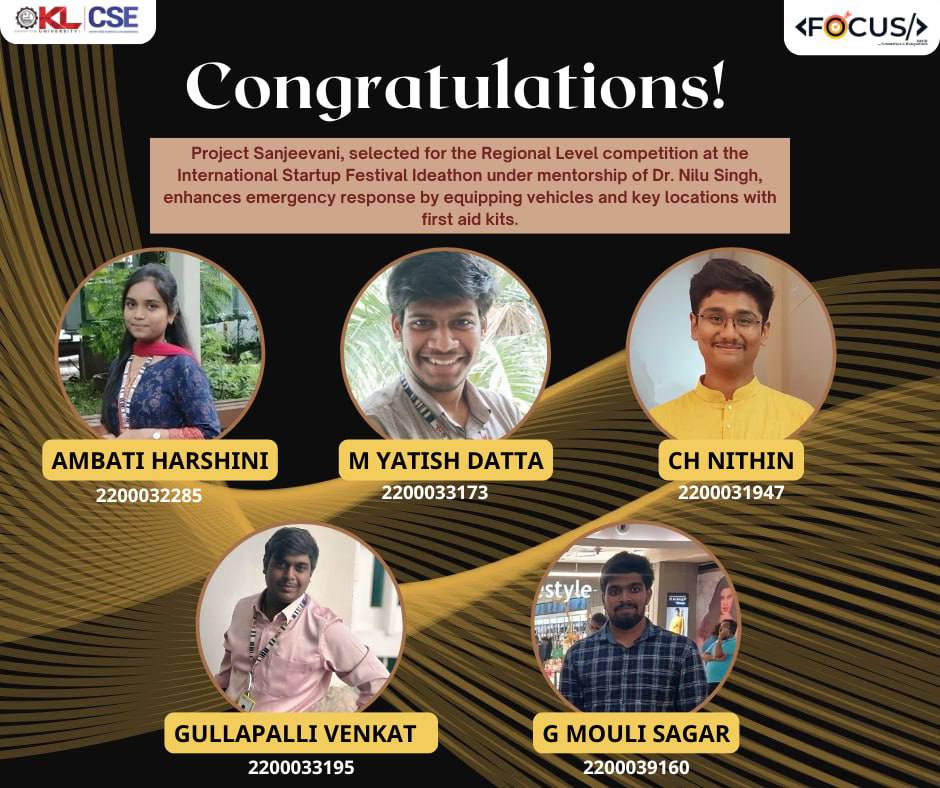 KL CSE
UNIVERSITY
<FOCUS/>
Congratulations!
Project Sanjeevani, selected for the Regional Level competition at the
International Startup Festival Ideathon under mentorship of Dr. Nilu Singh,
enhances emergency response by equipping vehicles and key locations with
first aid kits.
AMBATI HARSHINI
M YATISH DATTA
CH NITHIN
2200032285
2200033173
2200031947
style
GULLAPALLI VENKAT
G MOULI SAGAR
2200033195
2200039160